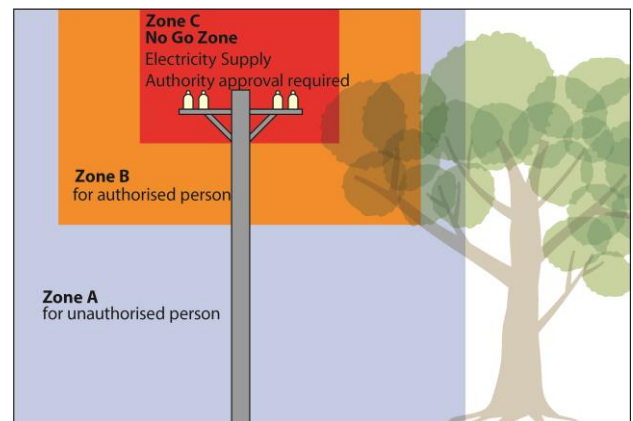 Zone C
No Go Zone
Electricity Supply
Authority approval required
Zone B
for authorised person
Zone A
for unauthorised person